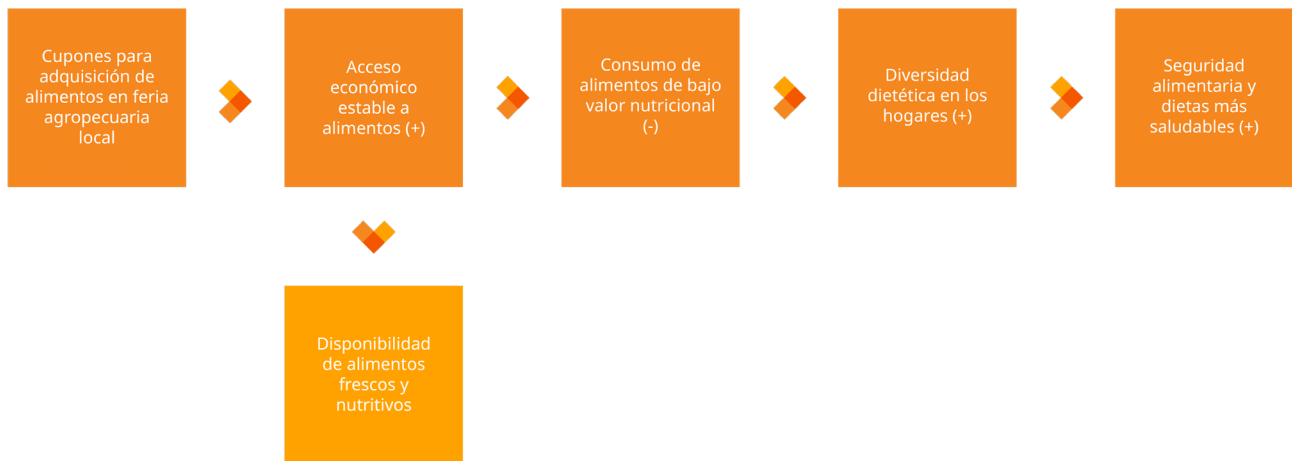 Cupones para
adquisición de
alimentos en feria
agropecuaria
local
Acceso
económico
estable a
alimentos (+)
Consumo de
alimentos de bajo
valor nutricional
(-)
Diversidad
dietética en los
hogares (+)
Seguridad
alimentaria y
dietas más
saludables (+)
Disponibilidad
de alimentos
frescos y
nutritivos